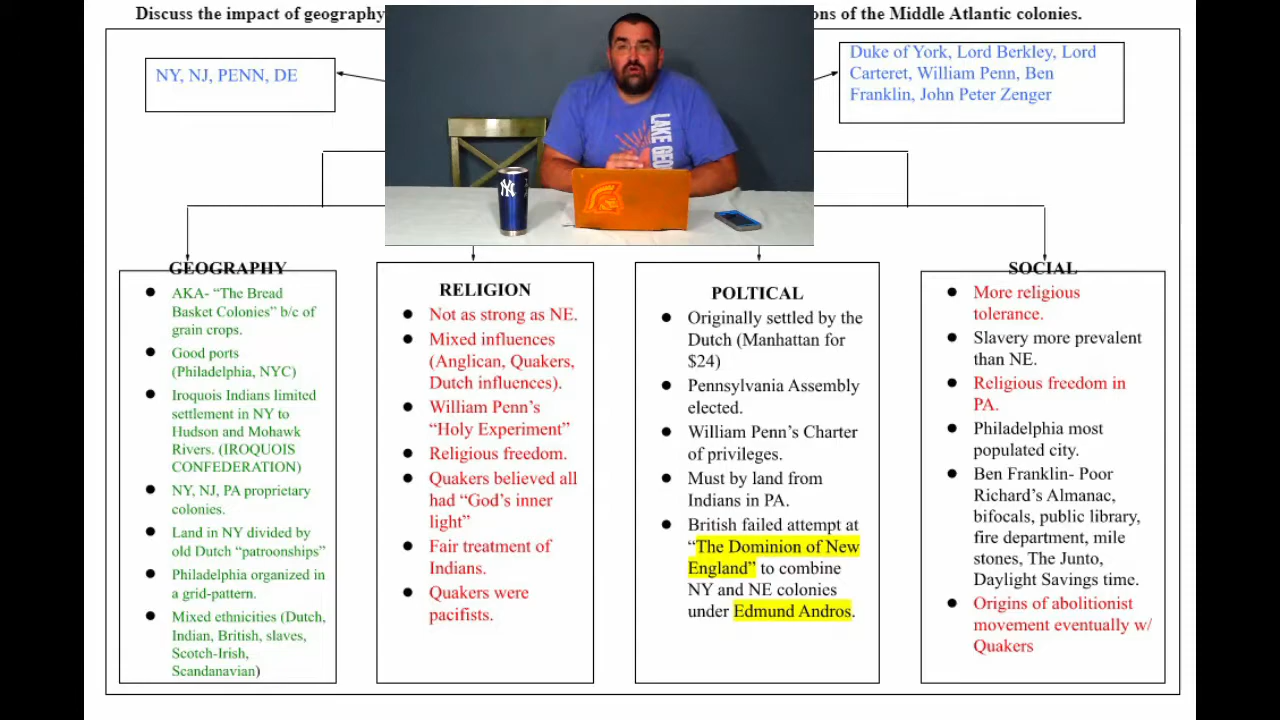 Discuss the impact of geography
ons of the Middle Atlantic colonies.
NY, NJ, PENN, DE
Duke of York, Lord Berkley, Lord
Carteret, William Penn, Ben
Franklin, John Peter Zenger
LAKE
GEOGRAPHY
AKA- “The Bread
Basket Colonies” b/c of
grain crops.
Good ports
(Philadelphia, NYC)
Iroquois Indians limited
settlement in NY to
Hudson and Mohawk
Rivers. (IROQUOIS
CONFEDERATION)
NY, NJ, PA proprietary
colonies.
Land in NY divided by
old Dutch “patroonships”
Philadelphia organized in
a grid-pattern.
Mixed ethnicities (Dutch,
Indian, British, slaves,
Scotch-Irish,
Scandanavian)
RELIGION
Not as strong as NE.
Mixed influences
(Anglican, Quakers,
Dutch influences).
William Penn’s
“Holy Experiment”
Religious freedom.
Quakers believed all
had “God’s inner
light”
Fair treatment of
Indians.
Quakers were
pacifists.
POLTICAL
Originally settled by the
Dutch (Manhattan for
$24)
Pennsylvania Assembly
elected.
William Penn’s Charter
of privileges.
Must by land from
Indians in PA.
British failed attempt at
“The Dominion of New
England” to combine
NY and NE colonies
under Edmund Andros.
SOCIAL
More religious
tolerance.
Slavery more prevalent
than NE.
Religious freedom in
PA.
Philadelphia most
populated city.
Ben Franklin- Poor
Richard’s Almanac,
bifocals, public library,
fire department, mile
stones, The Junto,
Daylight Savings time.
Origins of abolitionist
movement eventually w/
Quakers